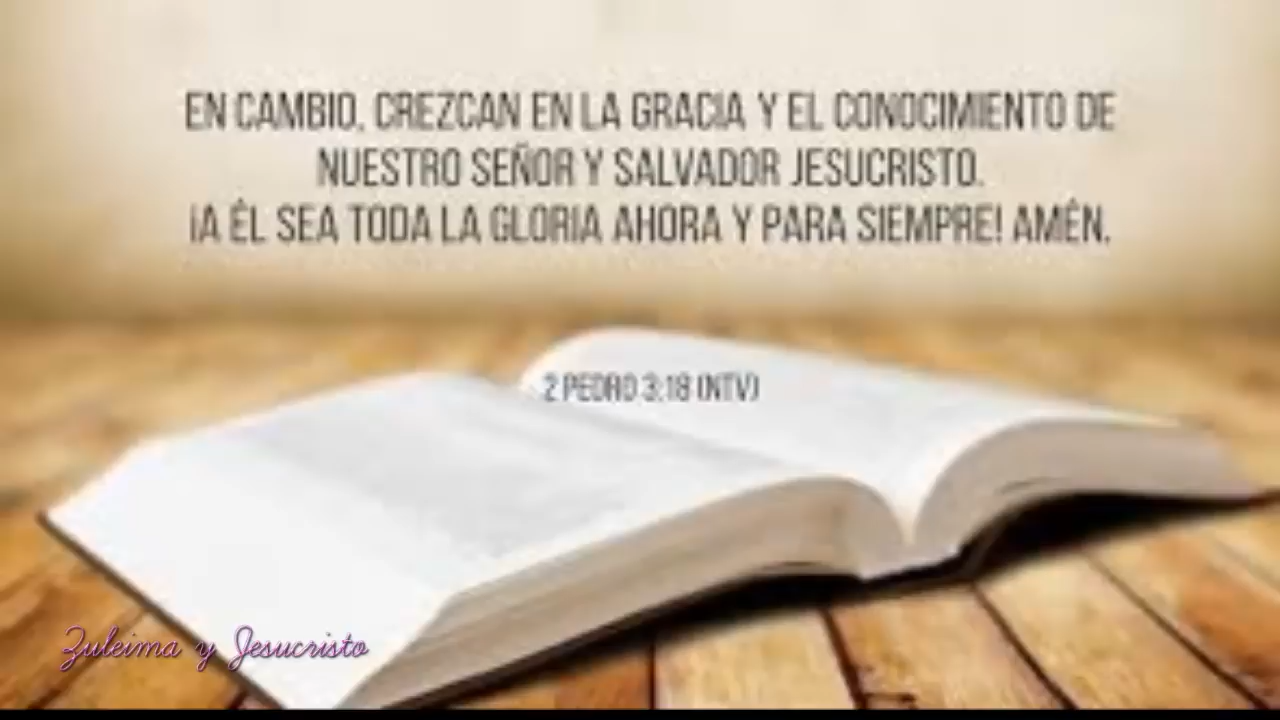 EN CAMBIO, CREZCAN EN LA GRACIA Y EL CONOCIMIENTO DE
NUESTRO SEÑOR Y SALVADOR JESUCRISTO.
¡A ÉL SEA TODA LA GLORIA AHORA Y PARA SIEMPRE! AMÉN.
2 PEDRO 3:18 (NTV)
Zuleima y Jesucristo